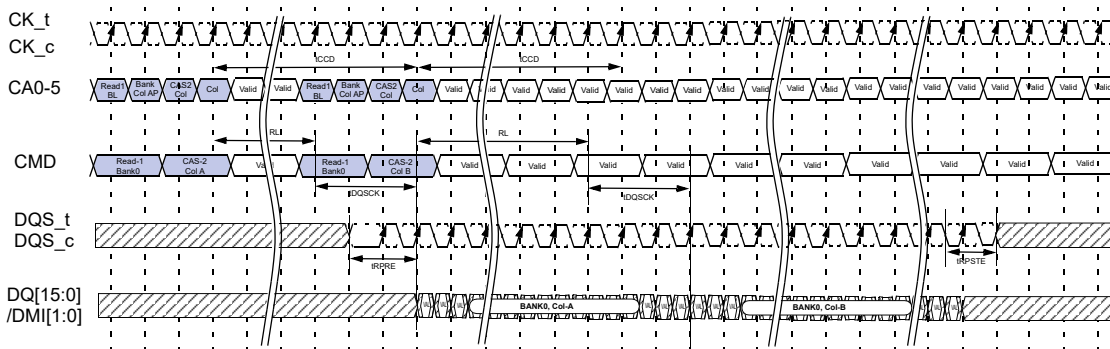 CK_t
CK_c
tCCD tCCD
CA0-5
Read1 BL Bank Col AP CAS2 Col Col Valid Valid Read1 BL Bank Col AP CAS2 Col Col Valid Valid Valid Valid Valid Valid Valid Valid Valid Valid Valid Valid Valid Valid Valid Valid Valid Valid Valid
RL RL
CMD
Read-1 Bank0 CAS-2 Col A Valid Read-1 Bank0 CAS-2 Col B Valid Valid Valid Valid Valid Valid Valid Valid Valid
tDQSCK tDQSCK
DQS_t
DQS_c
tRPRE tRPSTE
DQ[15:0]
/DMI[1:0]
BANK0, Col-A BANK0, Col-B